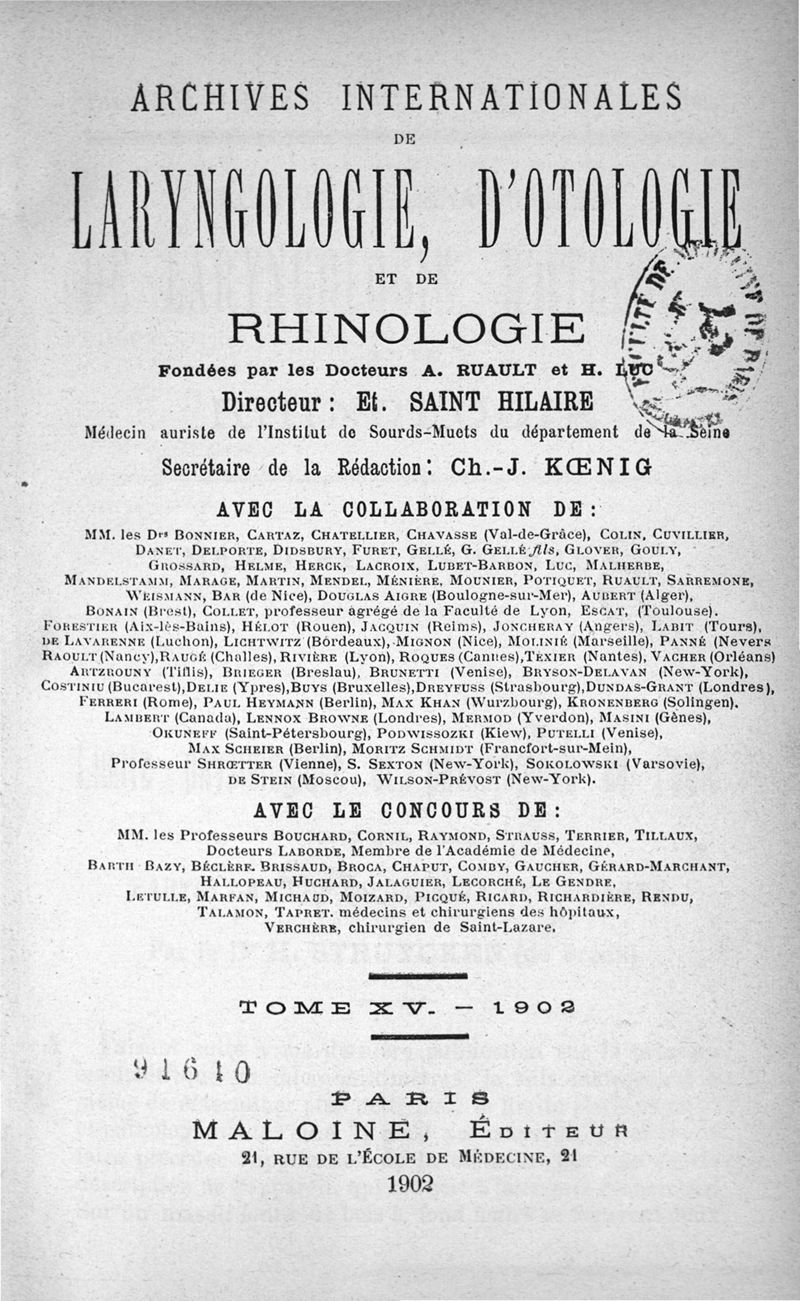 ARCHIVES INTERNATIONALES
DE
LARYNGOLOGIE, D'OTOLOGIE
ET DE
RHINOLOGIE
Fondées par les Docteurs A. RUAULT et H. LUC
Directeur: Et. SAINT HILAIRE
Médecin auriste de l'Institut de Sourds-Muets du département de la Seine
Secrétaire de la Rédaction: Ch.-J. KŒNIG
AVEC LA COLLABORATION DE:
MM. les Drs BONNIER, CARTAZ, CHATELLIER, CHAVASSE (Val-de-Grâce), COLIN, CUVILLIER,
DANET, DELPORTE, DIDSBURY, FURET, GELLÉ, G. GELLÉ fils, GLOVER, GOULY,
GROSSARD, HELME, HERCK, LACROIX, LUBET-BARBON, LUC, MALHERBE,
MANDELSTAMM, MARAGE, MARTIN, MENDEL, MÉNIÈRE, MOUNIER, POTIQUET, RUAULT, SARREMONE,
WEISMANN, BAR (de Nice), DOUGLAS AIGRE (Boulogne-sur-Mer), AUBERT (Alger),
BONAIN (Brest), COLLET, professeur agrégé de la Faculté de Lyon, ESCAT, (Toulouse).
FORESTIER (Aix-lès-Bains), HÉLOT (Rouen), JACQUIN (Reims), JONCHERAY (Angers), LABIT (Tours),
DE LAVARENNE (Luchon), LICHTWITZ (Bordeaux), MIGNON (Nice), MOLINIÉ (Marseille), PANNÉ (Nevers
RAOULT (Nancy), RAUGÉ (Challes), RIVIÈRE (Lyon), ROQUES (Cannes), TEXIER (Nantes), VACHER (Orléans)
ARTZROUNY (Tiflis), BRIEGER (Breslau), BRUNETTI (Venise), BRYSON-DELAVAN (New-York),
COSTINIU (Bucarest), DELIE (Ypres), BUYS (Bruxelles), DREYFUSS (Strasbourg), DUNDAS-GRANT (Londres),
FERRERI (Rome), PAUL HEYMANN (Berlin), MAX KHAN (Wurzbourg), KRONENBERG (Solingen),
LAMBERT (Canada), LENNOX BROWNE (Londres), MERMOD (Yverdon), MASINI (Gênes),
OKUNEFF (Saint-Pétersbourg), PODWISSOZKI (Kiew), PUTELLI (Venise),
MAX SCHEIER (Berlin), MORITZ SCHMIDT (Francfort-sur-Mein),
Professeur SHRŒTTER (Vienne), S. SEXTON (New-York), SOKOLOWSKI (Varsovie),
DE STEIN (Moscou), WILSON-PRÉVOST (New-York).
AVEC LE CONCOURS DE:
MM. les Professeurs BOUCHARD, CORNIL, RAYMOND, STRAUSS, TERRIER, TILLAUX,
Docteurs LABORDE, Membre de l'Académie de Médecine,
BARTH BAZY, BÉCLÈRE. BRISSAUD, BROCA, CHAPUT, COMBY, GAUCHER, GÉRARD-MARCHANT,
HALLOPEAU, HUCHARD, JALAGUIER, LECORCHÉ, LE GENDRE,
LETULLE, MARFAN, MICHAUD, MOIZARD, PICQUÉ, RICARD, RICHARDIÈRE, RENDU,
TALAMON, TAPRET. médecins et chirurgiens des hôpitaux,
VERCHÈRE, chirurgien de Saint-Lazare.
TOME XV. — 1902
91610
PARIS
MALOINE, ÉDITEUR
21, RUE DE L'ÉCOLE DE MÉDECINE, 21
1902